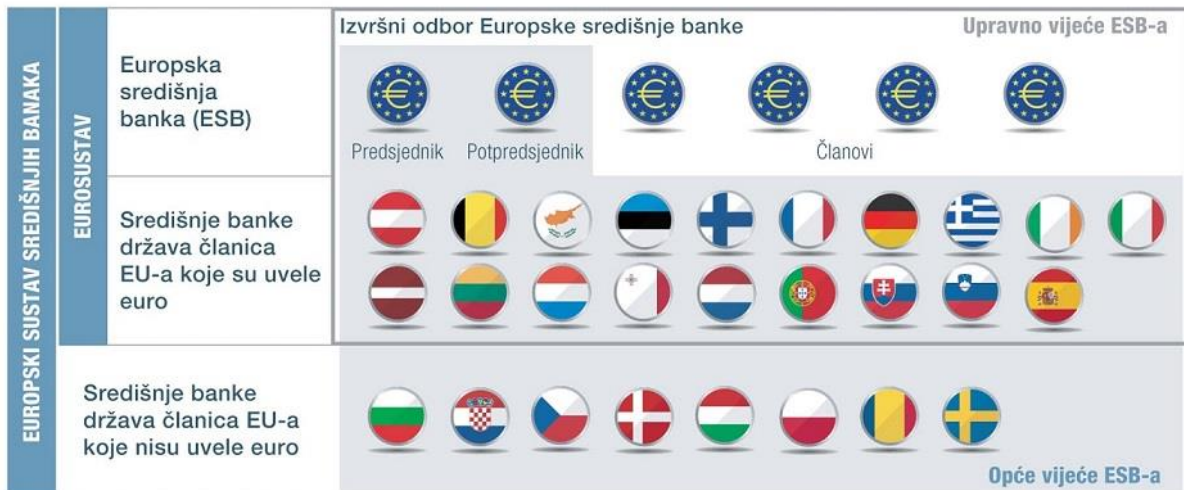 EUROPSKI SUSTAV SREDIŠNJIH BANAKA
EUROSUSTAV
Europska
središnja
banka (ESB)
Izvršni odbor Europske središnje banke
Upravno vijeće ESB-a
Predsjednik
Potpredsjednik
Članovi
Središnje banke
država članica
EU-a koje su uvele
euro
Središnje banke
država članica EU-a
koje nisu uvele euro
Opće vijeće ESB-a